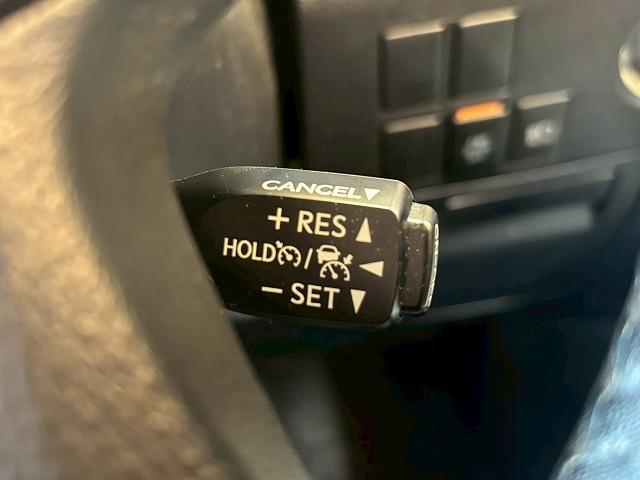 CANCEL▼
+ RES ▲
HOLD / ◀
− SET ▼